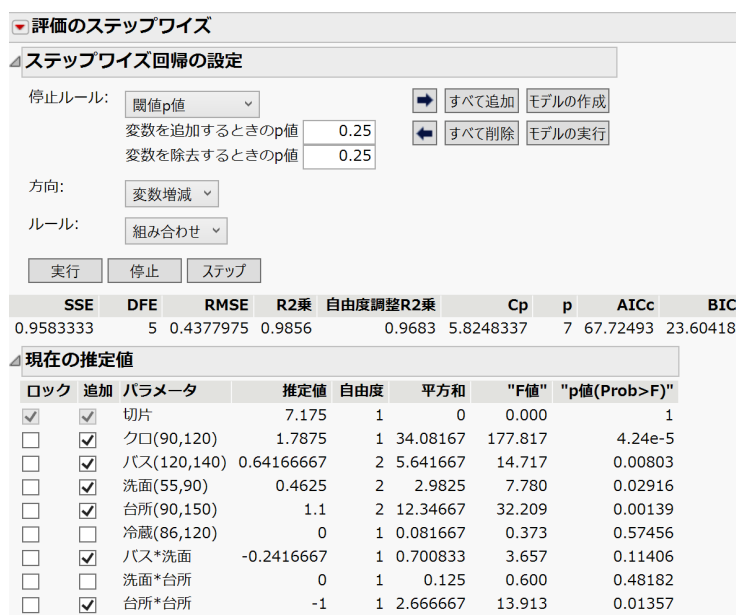 評価のステップワイズ
ステップワイズ回帰の設定
停止ルール: 閾値p値 すべて追加 モデルの作成
変数を追加するときのp値 0.25
変数を除去するときのp値 0.25 すべて削除 モデルの実行
方向: 変数増減
ルール: 組み合わせ
実行 停止 ステップ
SSE DFE RMSE R2乗 自由度調整R2乗 Cp p AICc BIC
0.9583333 5 0.4377975 0.9856 0.9683 5.8248337 7 67.72493 23.60418
現在の推定値
ロック 追加 パラメータ 推定値 自由度 平方和 "F値" "p値(Prob>F)"
切片 7.175 1 0 0.000 1
クロ(90,120) 1.7875 1 34.08167 177.817 4.24e-5
バス(120,140) 0.64166667 2 5.641667 14.717 0.00803
洗面(55,90) 0.4625 2 2.9825 7.780 0.02916
台所(90,150) 1.1 2 12.34667 32.209 0.00139
冷蔵(86,120) 0 1 0.081667 0.373 0.57456
バス*洗面 -0.2416667 1 0.700833 3.657 0.11406
洗面*台所 0 1 0.125 0.600 0.48182
台所*台所 -1 1 2.666667 13.913 0.01357